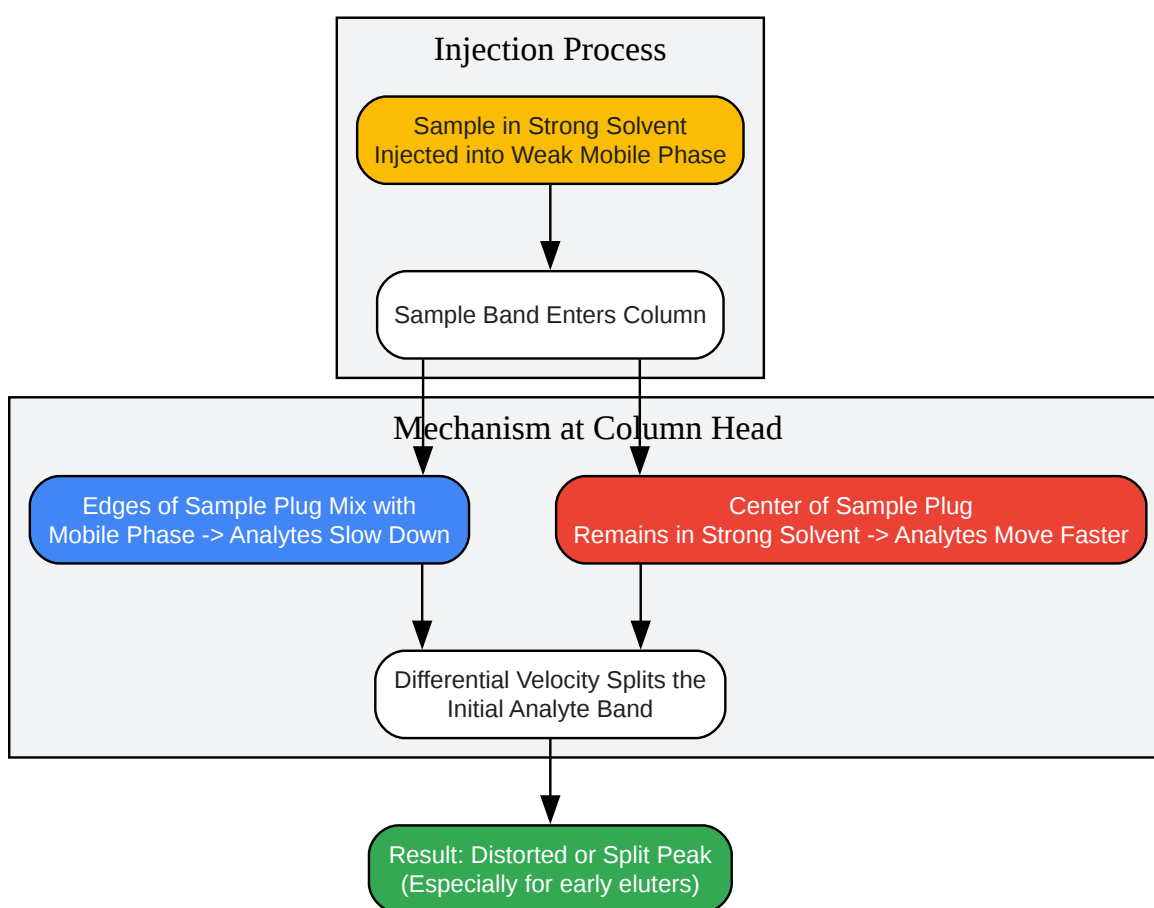 Injection Process
Sample in Strong Solvent
Injected into Weak Mobile Phase
Sample Band Enters Column
Mechanism at Column Head
Edges of Sample Plug Mix with
Mobile Phase -> Analytes Slow Down
Center of Sample Plug
Remains in Strong Solvent -> Analytes Move Faster
Differential Velocity Splits the
Initial Analyte Band
Result: Distorted or Split Peak
(Especially for early eluters)